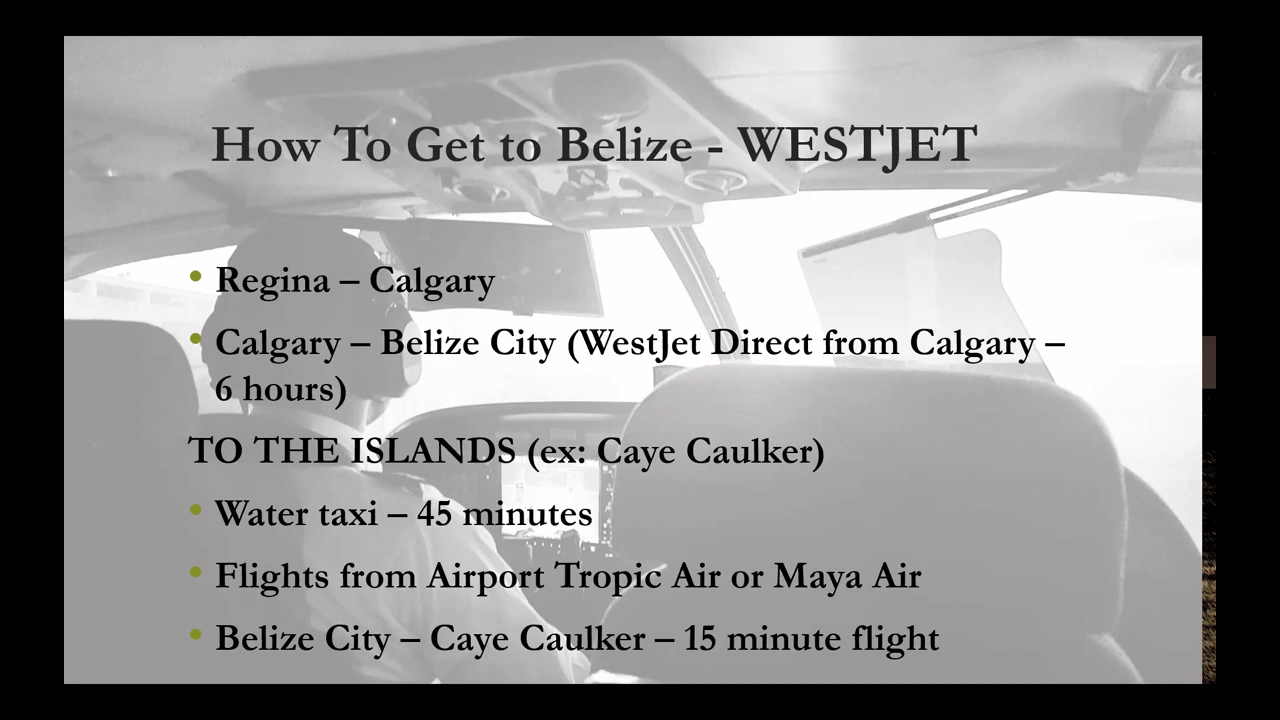 How To Get to Belize - WESTJET
• Regina – Calgary
• Calgary – Belize City (WestJet Direct from Calgary –
6 hours)
TO THE ISLANDS (ex: Caye Caulker)
• Water taxi – 45 minutes
• Flights from Airport Tropic Air or Maya Air
• Belize City – Caye Caulker – 15 minute flight